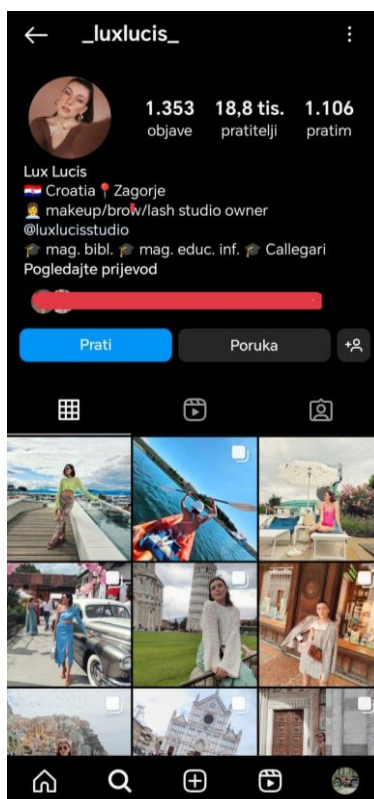 _luxlucis_
1.353 18,8 tis. 1.106
objave pratitelji pratim
Lux Lucis
🇭🇷 Croatia📍Zagorje
👩‍💼 makeup/brow/lash studio owner
@luxlucisstudio
🎓 mag. bibl. 🎓 mag. educ. inf. 🎓 Callegari
Pogledajte prijevod
Prati Poruka